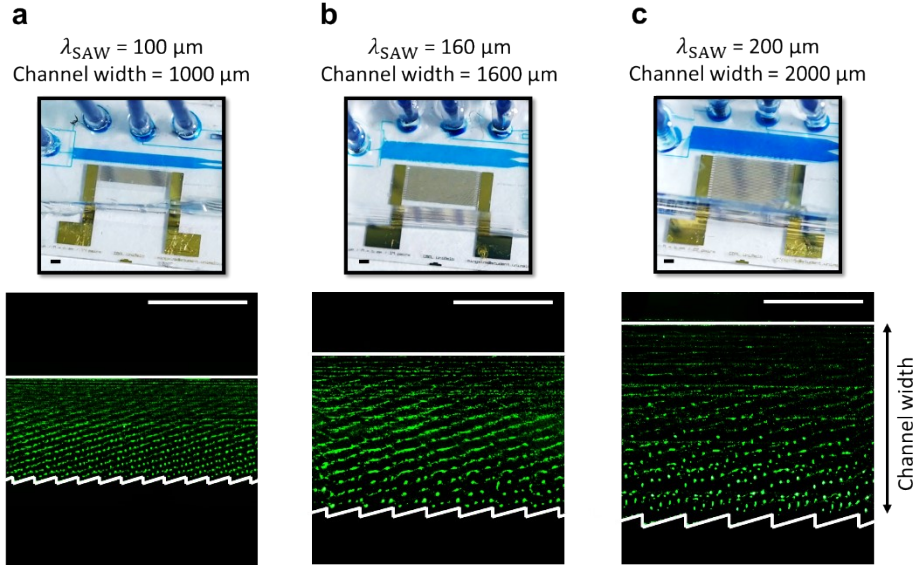 a
λSAW = 100 μm
Channel width = 1000 μm
b
λSAW = 160 μm
Channel width = 1600 μm
c
λSAW = 200 μm
Channel width = 2000 μm
Channel width